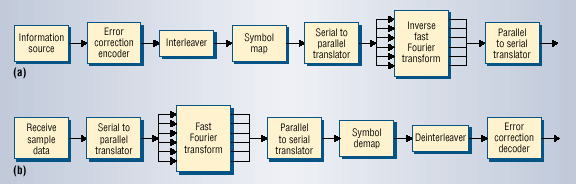 Information
source
Error
correction
encoder
Interleaver
Symbol
map
Serial to
parallel
translator
Inverse
fast
Fourier
transform
Parallel
to serial
translator
(a)
Receive
sample
data
Serial to
parallel
translator
Fast
Fourier
transform
Parallel
to serial
translator
Symbol
demap
Deinterleaver
Error
correction
decoder
(b)